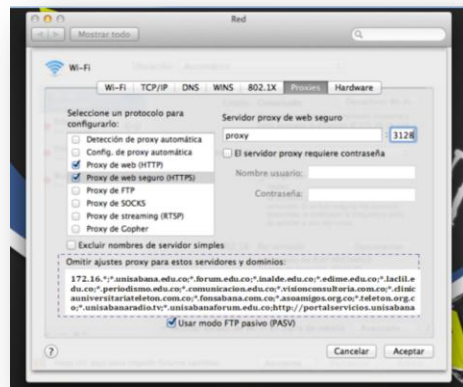 Red
Mostrar todo
Wi-Fi
Wi-Fi TCP/IP DNS WINS 802.1X Proxies Hardware
Seleccione un protocolo para
configurarlo:
Detección de proxy automática
Config. de proxy automática
Proxy de web (HTTP)
Proxy de web seguro (HTTPS)
Proxy de FTP
Proxy de SOCKS
Proxy de streaming (RTSP)
Proxy de Gopher
Servidor proxy de web seguro
proxy : 3128
El servidor proxy requiere contraseña
Nombre usuario:
Contraseña:
Excluir nombres de servidor simples
Omitir ajustes proxy para estos servidores y dominios:
172.16.*;*.unisabana.edu.co;*.forum.edu.co;*.inalde.edu.co;*.edime.edu.co;*.laclil.e
du.co;*.periodismo.edu.co;*.comunicacion.edu.co;*.visionconsultoria.com.co;*.clinic
auniversitariateleton.com.co;*.fonsabana.com.co;*.asoamigos.org.co;*.teleton.org.c
o;*.unisabanaradio.tv;*.unisabanaforum.edu.co;http://portalservicios.unisabana
Usar modo FTP pasivo (PASV)
?
Cancelar Aceptar